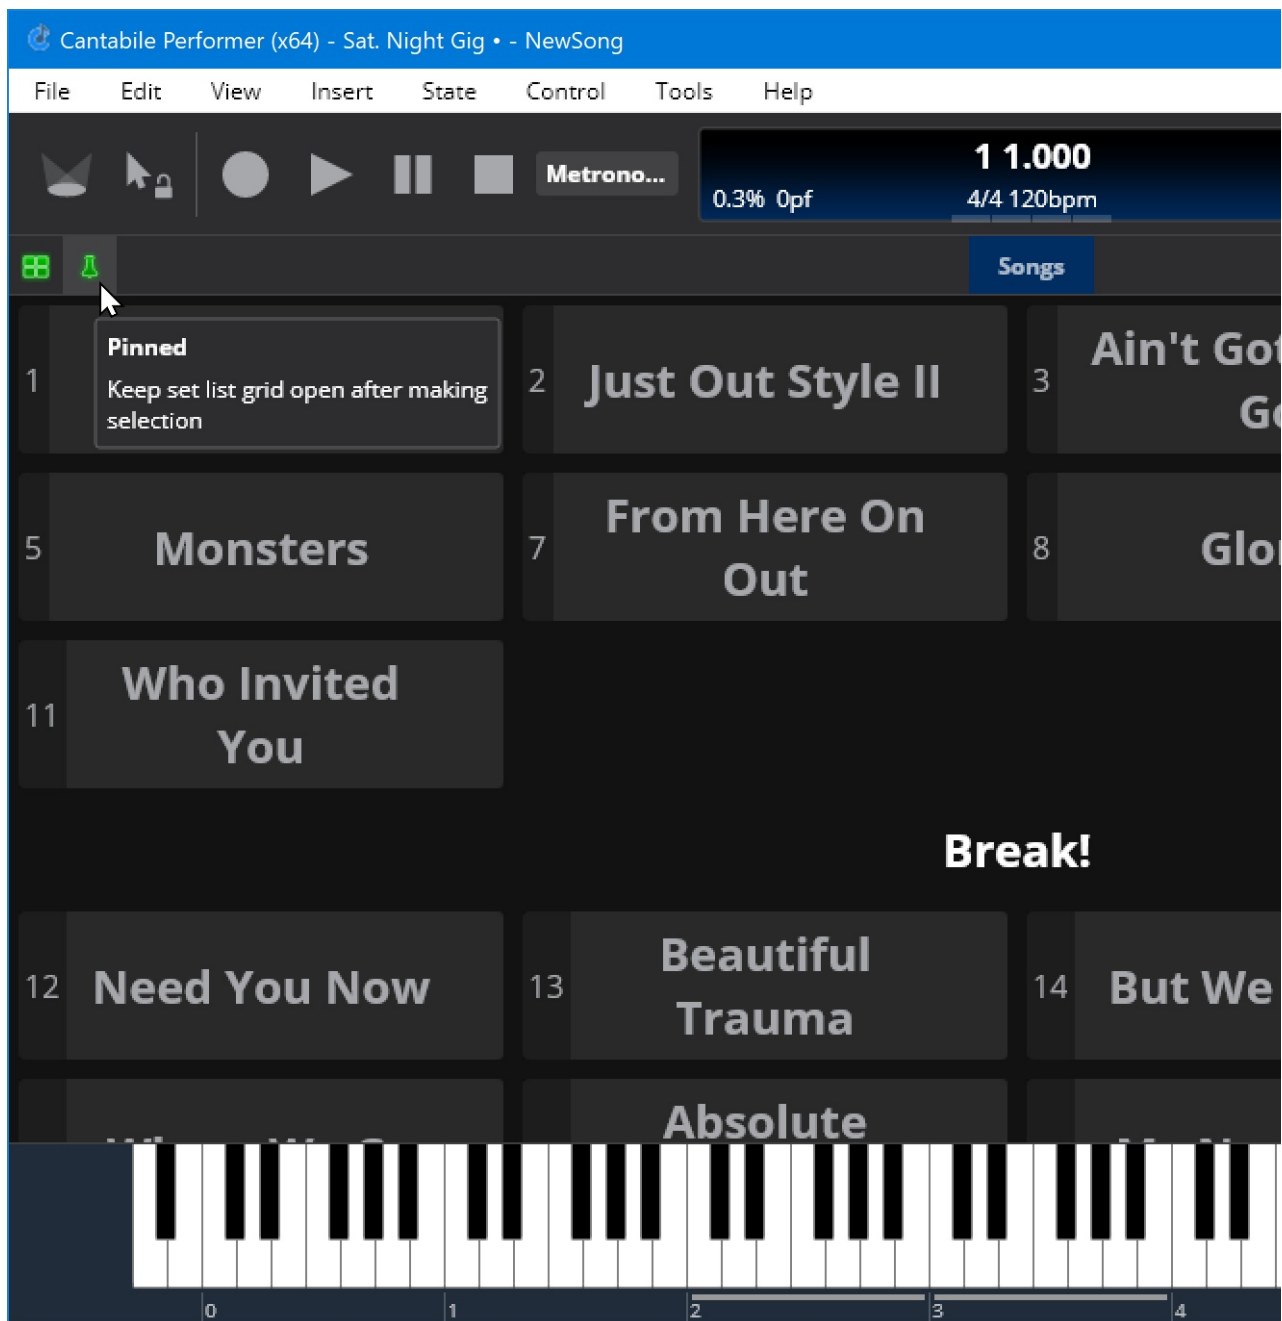 Cantabile Performer (x64) - Sat. Night Gig • - NewSong
File Edit View Insert State Control Tools Help
Metrono...
1 1.000
0.3% 0pf
4/4 120bpm
Songs
Pinned
Keep set list grid open after making
selection
1
2
Just Out Style II
3
Ain't Got
5
Monsters
7
From Here On
Out
8
11
Who Invited
You
Break!
12
Need You Now
13
Beautiful
Trauma
14
But We
Absolute
0 1 2 3 4